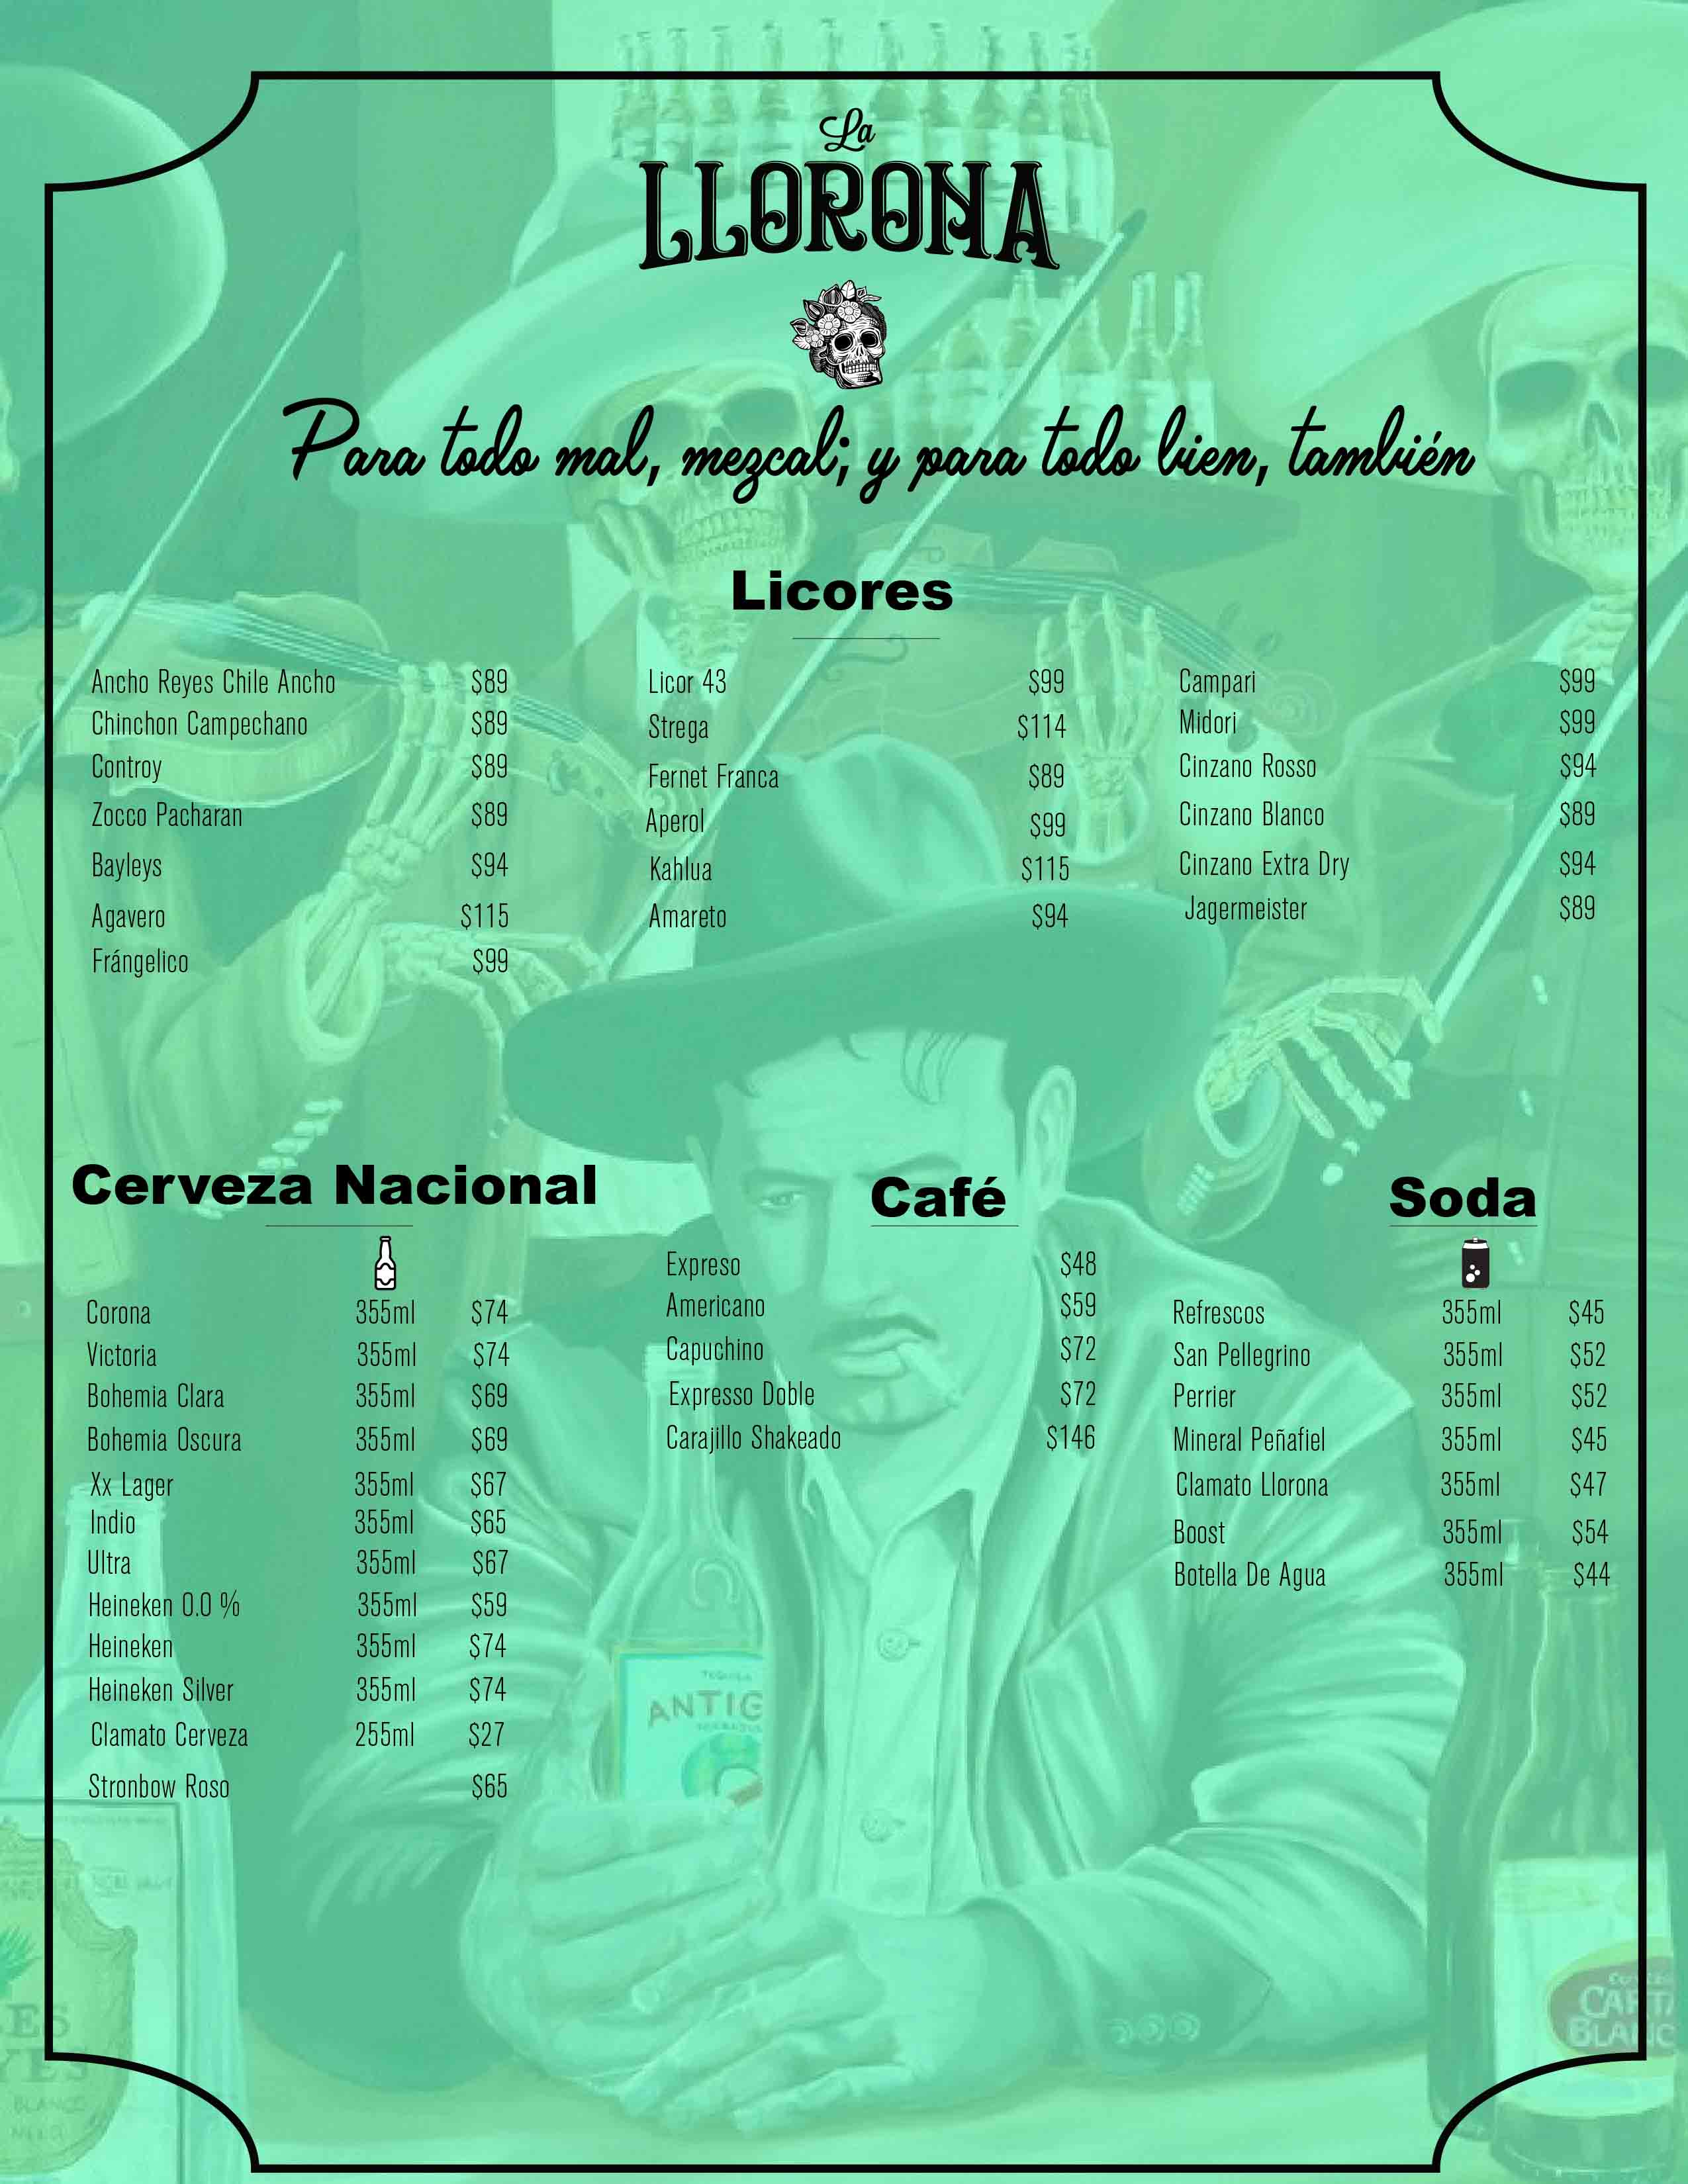 La
LLORONA
Para todo mal, mezcal; y para todo bien, también
Licores
Ancho Reyes Chile Ancho $89
Chinchon Campechano $89
Controy $89
Zocco Pacharan $89
Bayleys $94
Agavero $115
Frángelico $99
Licor 43 $99
Strega $114
Fernet Franca $89
Aperol $99
Kahlua $115
Amareto $94
Campari $99
Midori $99
Cinzano Rosso $94
Cinzano Blanco $89
Cinzano Extra Dry $94
Jagermeister $89
Cerveza Nacional
Corona 355ml $74
Victoria 355ml $74
Bohemia Clara 355ml $69
Bohemia Oscura 355ml $69
Xx Lager 355ml $67
Indio 355ml $65
Ultra 355ml $67
Heineken 0.0 % 355ml $59
Heineken 355ml $74
Heineken Silver 355ml $74
Clamato Cerveza 255ml $27
Stronbow Roso $65
Café
Expreso $48
Americano $59
Capuchino $72
Expresso Doble $72
Carajillo Shakeado $146
Soda
Refrescos 355ml $45
San Pellegrino 355ml $52
Perrier 355ml $52
Mineral Peñafiel 355ml $45
Clamato Llorona 355ml $47
Boost 355ml $54
Botella De Agua 355ml $44
TEQUILA
ANTIG
CARTA
BLANC
ES
YES
BLANCO